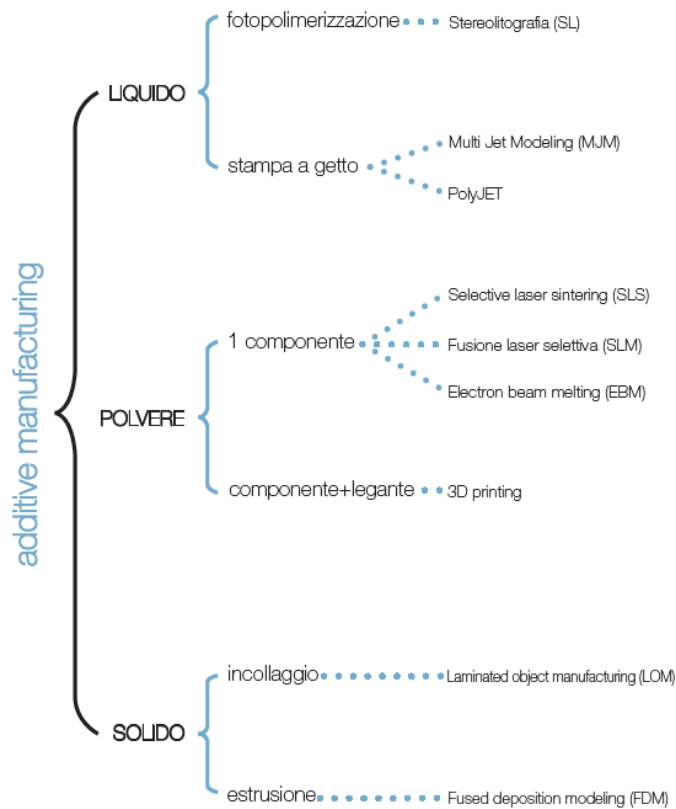 additive manufacturing
LIQUIDO
fotopolimerizzazione
Stereolitografia (SL)
stampa a getto
Multi Jet Modeling (MJM)
PolyJET
POLVERE
1 componente
Selective laser sintering (SLS)
Fusione laser selettiva (SLM)
Electron beam melting (EBM)
componente+legante
3D printing
SOLIDO
incollaggio
Laminated object manufacturing (LOM)
estrusione
Fused deposition modeling (FDM)